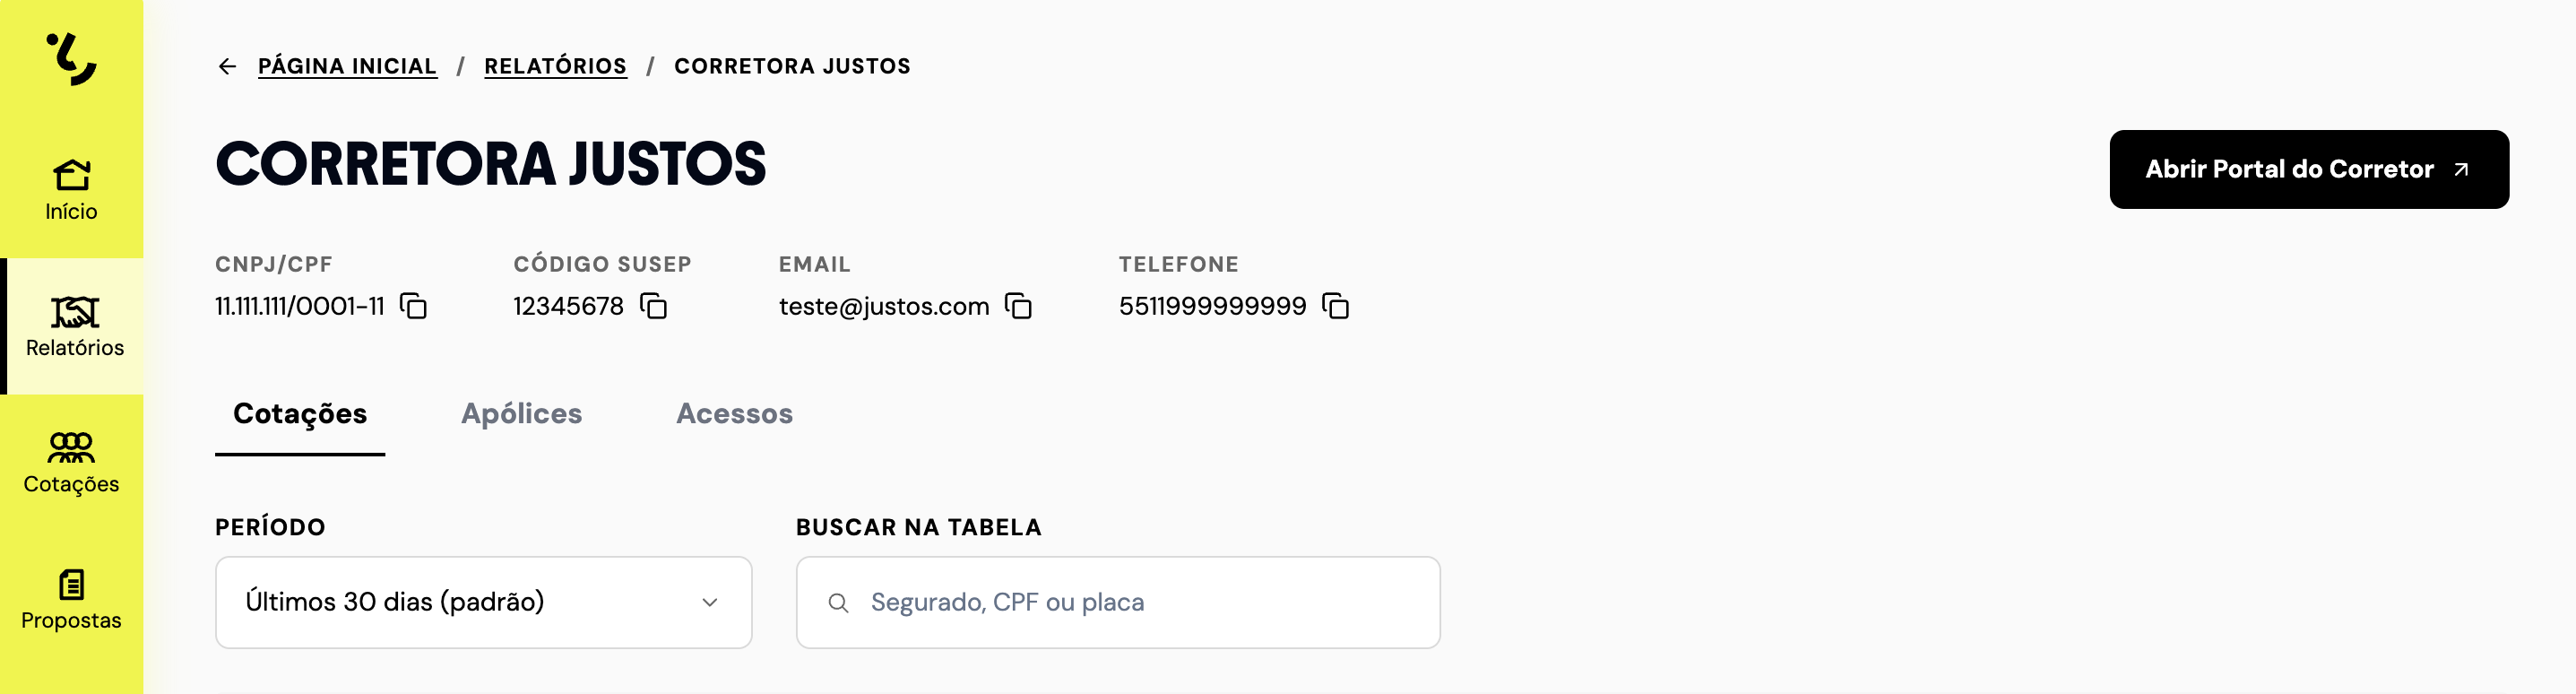 PÁGINA INICIAL / RELATÓRIOS / CORRETORA JUSTOS
CORRETORA JUSTOS
Abrir Portal do Corretor
Início
Relatórios
Cotações
Propostas
CNPJ/CPF
11.111.111/0001-11
CÓDIGO SUSEP
12345678
EMAIL
teste@justos.com
TELEFONE
5511999999999
Cotações
Apólices
Acessos
PERÍODO
Últimos 30 dias (padrão)
BUSCAR NA TABELA
Segurado, CPF ou placa